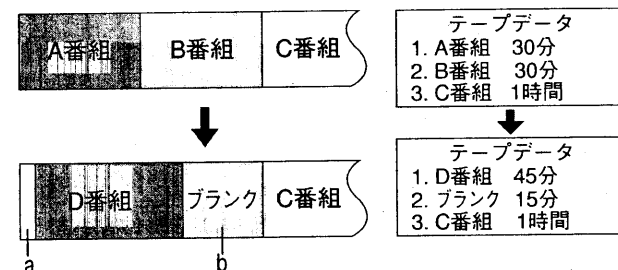 A番組 B番組 C番組
テープデータ
1. A番組 30分
2. B番組 30分
3. C番組 1時間
D番組 ブランク C番組
a b
テープデータ
1. D番組 45分
2. ブランク 15分
3. C番組 1時間